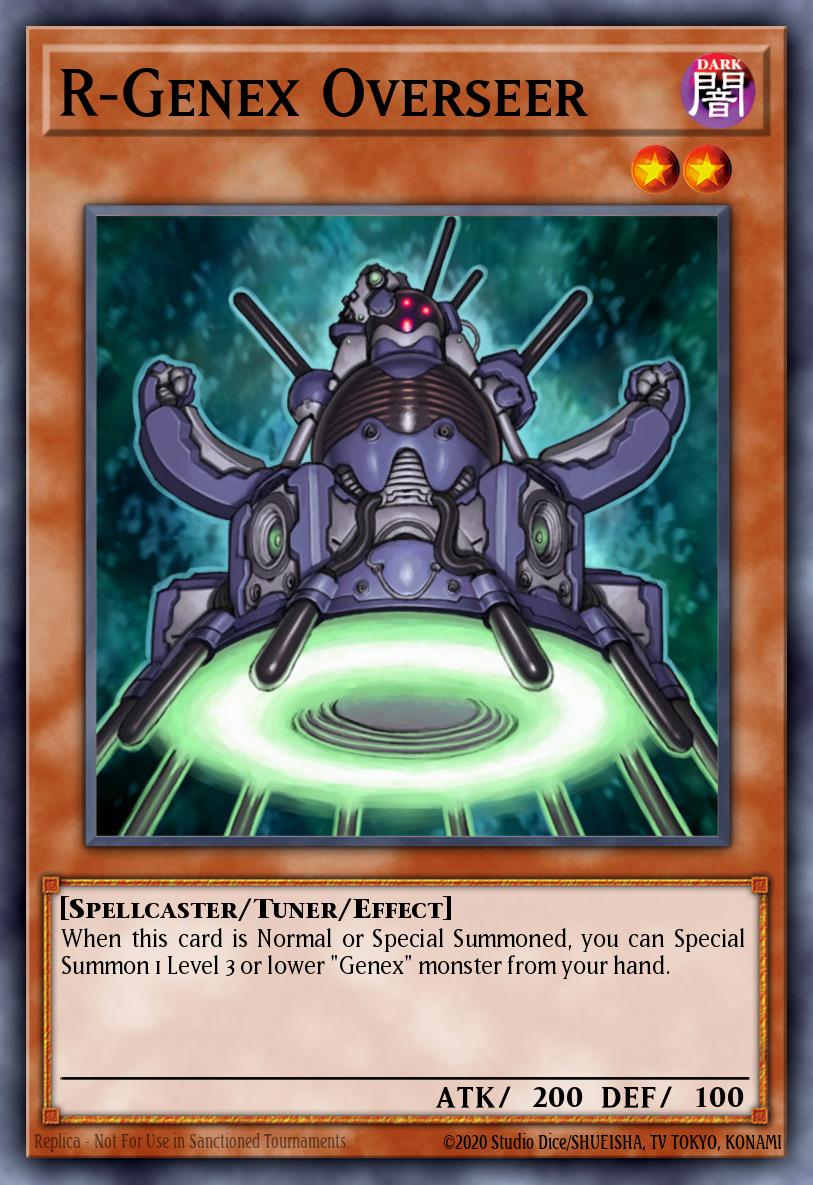 R-Genex Overseer
DARK
闇
[Spellcaster/Tuner/Effect]
When this card is Normal or Special Summoned, you can Special
Summon 1 Level 3 or lower "Genex" monster from your hand.
ATK/ 200 DEF/ 100
Replica - Not For Use in Sanctioned Tournaments.
©2020 Studio Dice/SHUEISHA, TV TOKYO, KONAMI